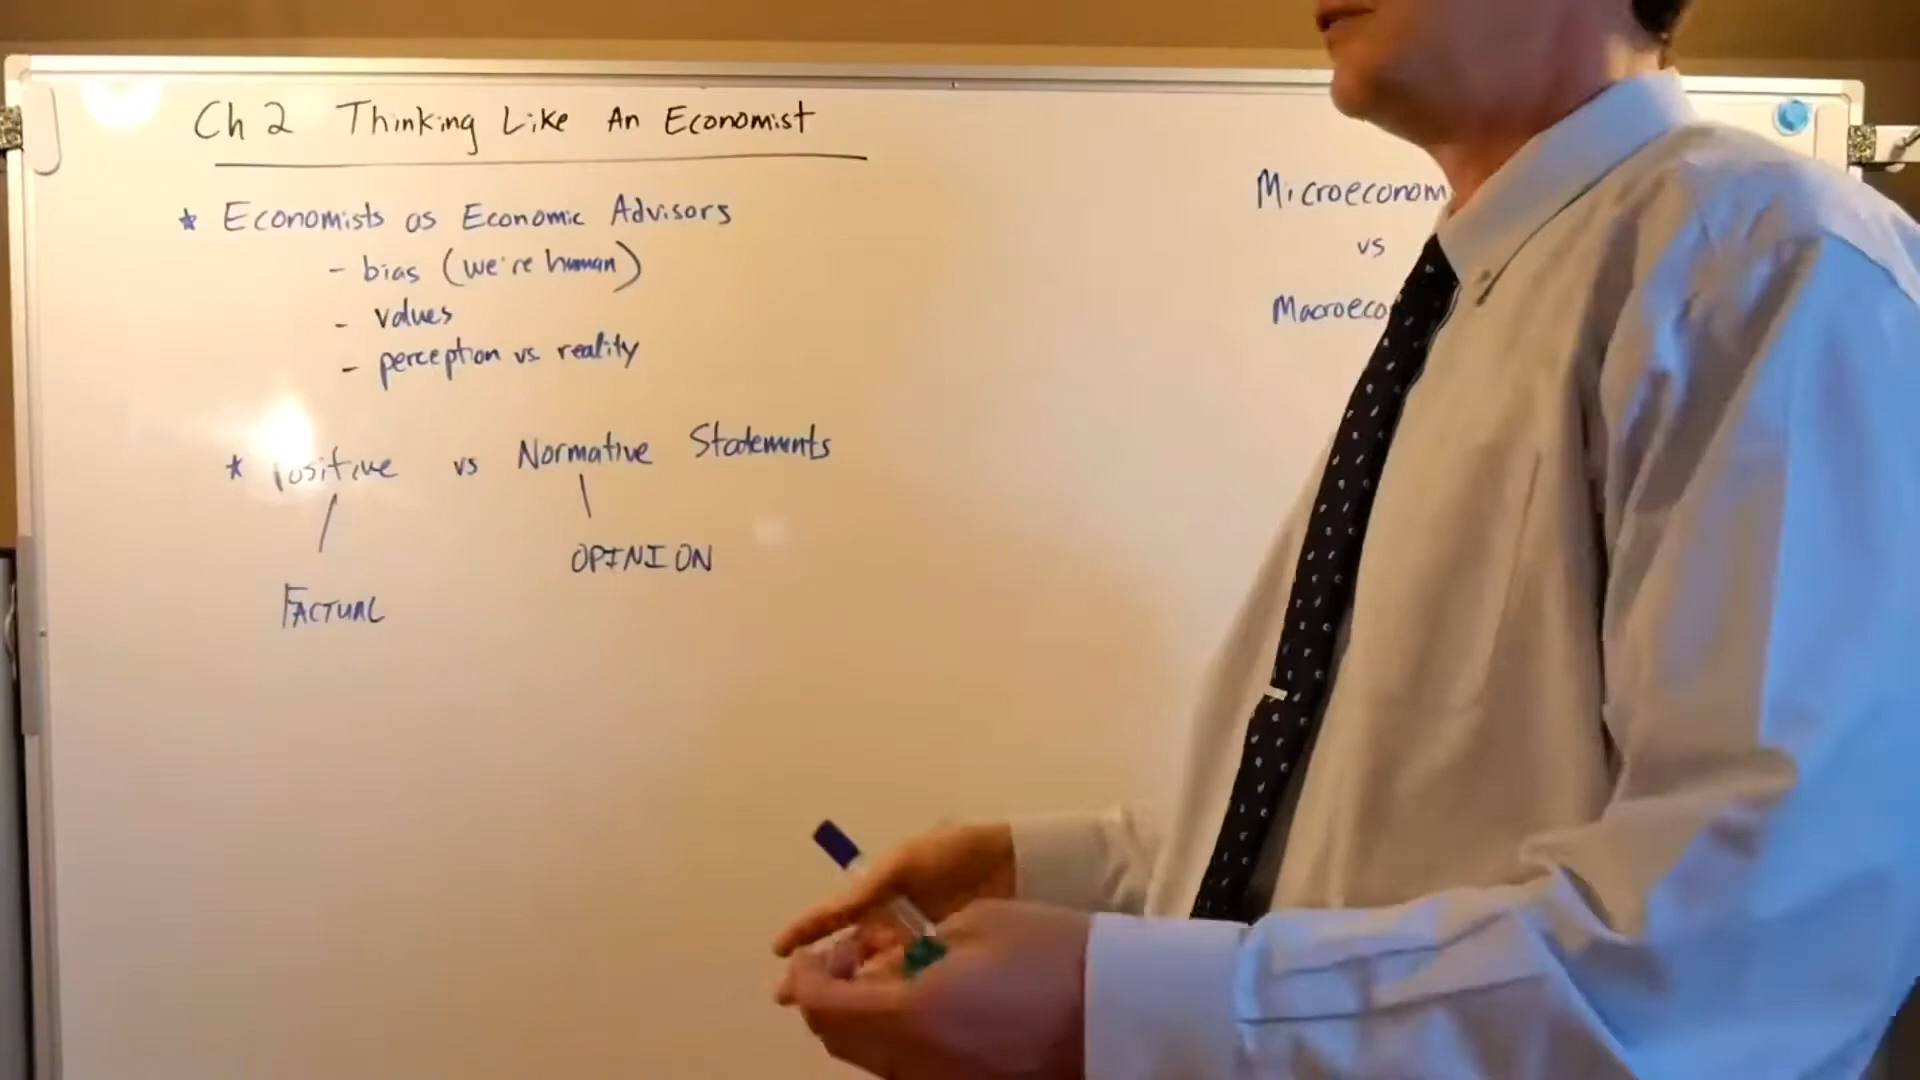 Ch 2 Thinking Like An Economist
* Economists as Economic Advisors
- bias (we're human)
- values
- perception vs. reality
* Positive vs Normative Statements
FACTUAL
OPINION
Microeconom
vs
Macroeco